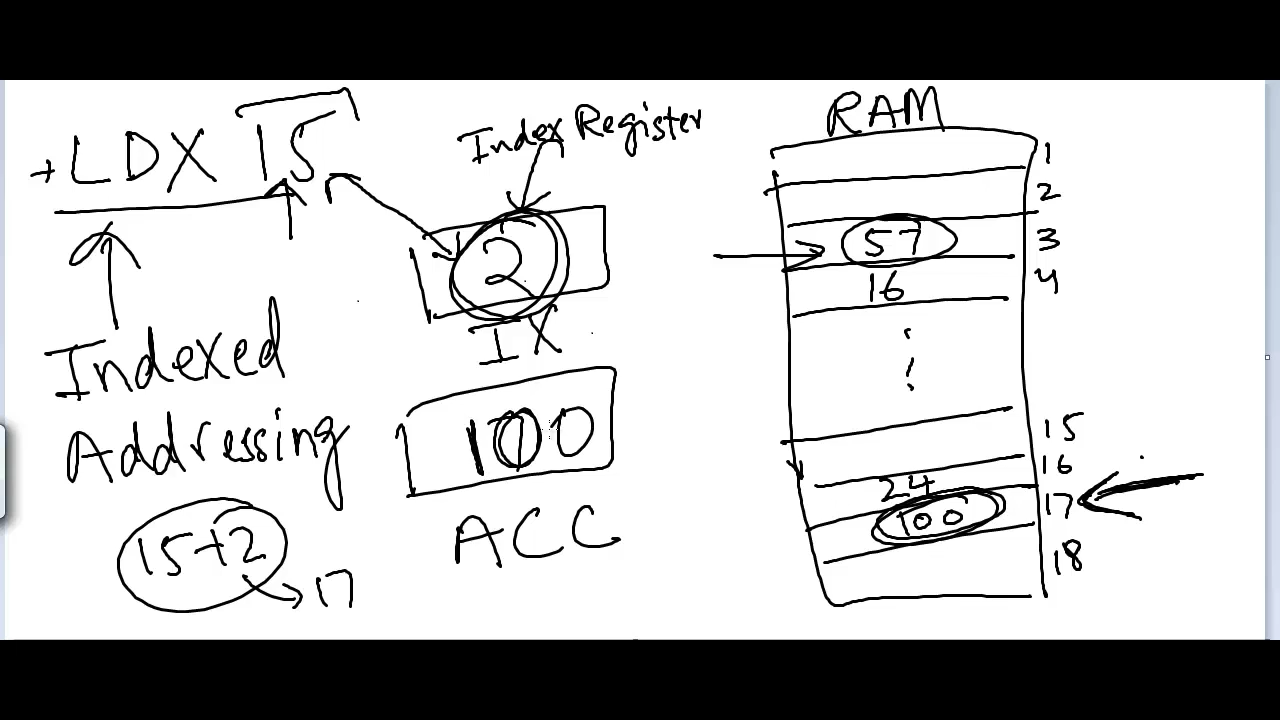 +LDX 15
Indexed
Addressing
15+2
17
Index Register
2
IX
100
ACC
RAM
1
2
57 3
16 4
15
16
24
100 17
18